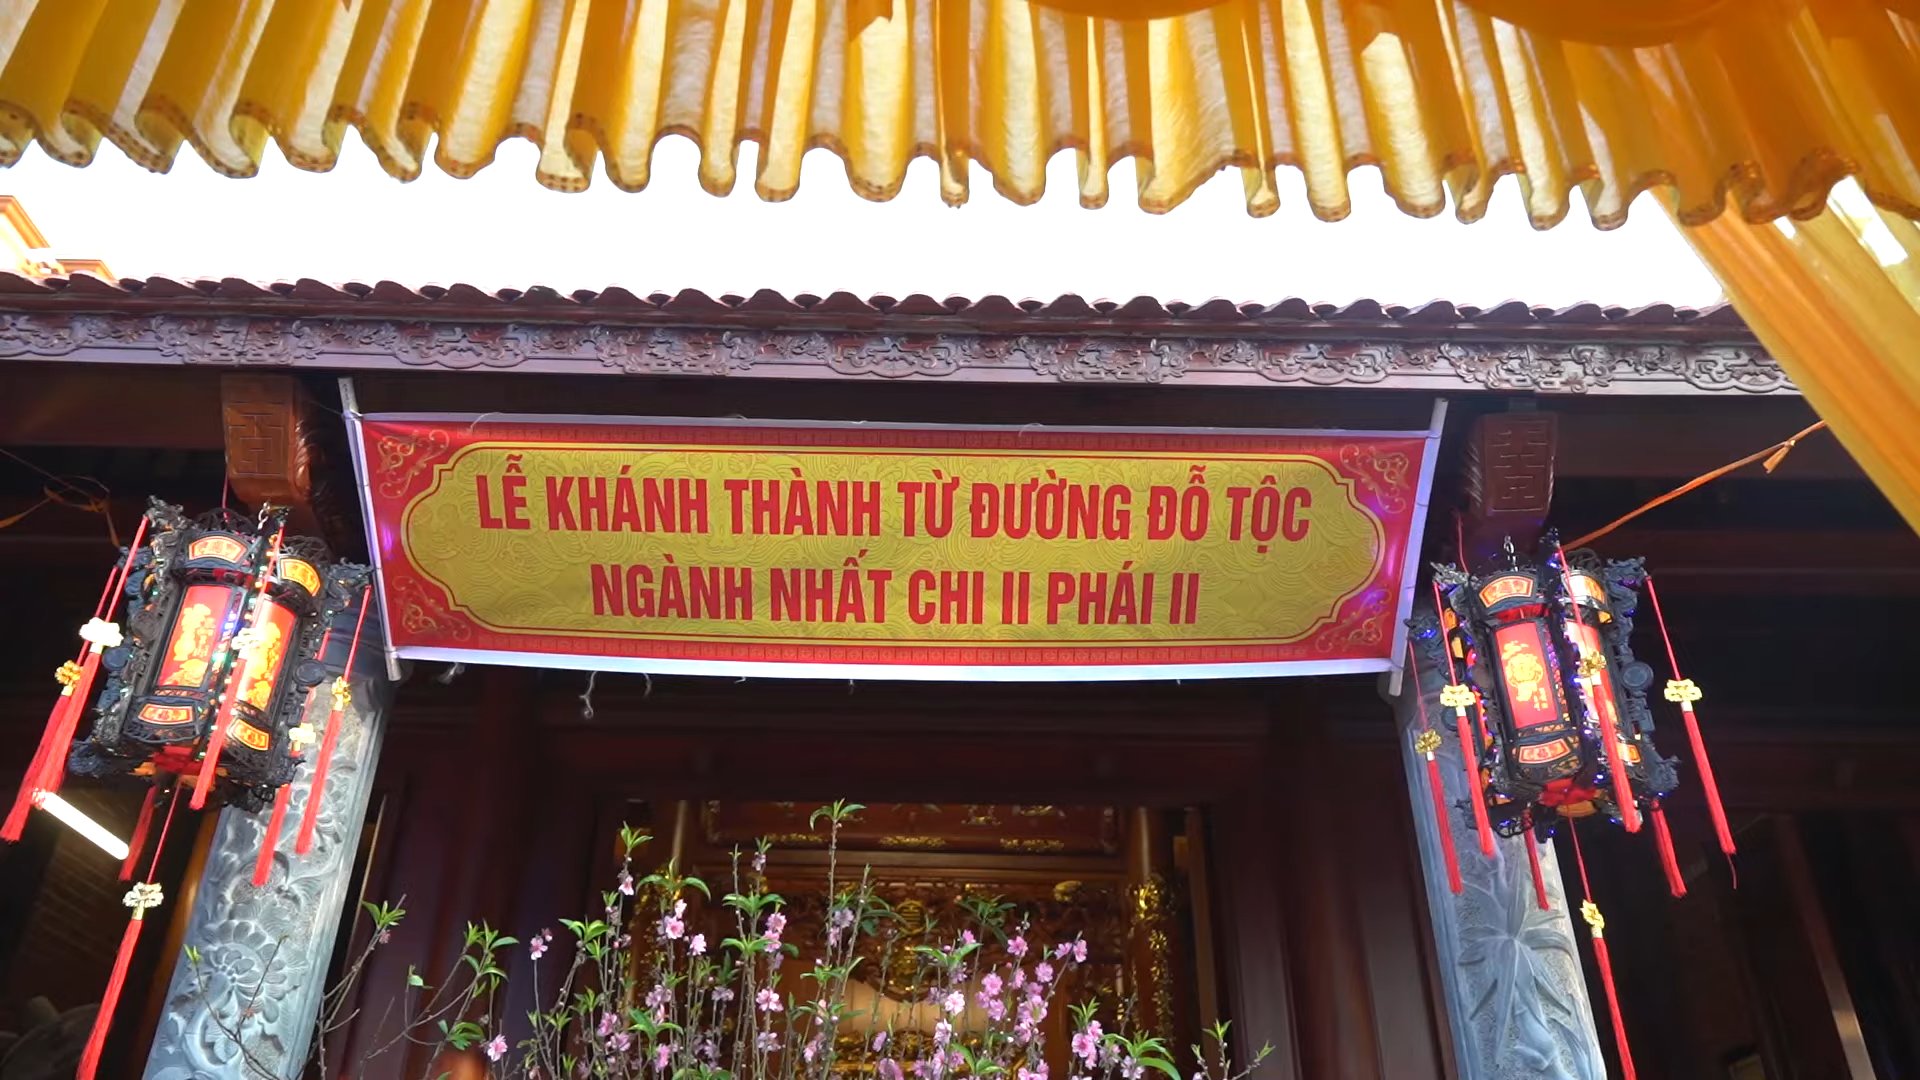 LỄ KHÁNH THÀNH TỪ ĐƯỜNG ĐỖ TỘC
NGÀNH NHẤT CHI II PHÁI II